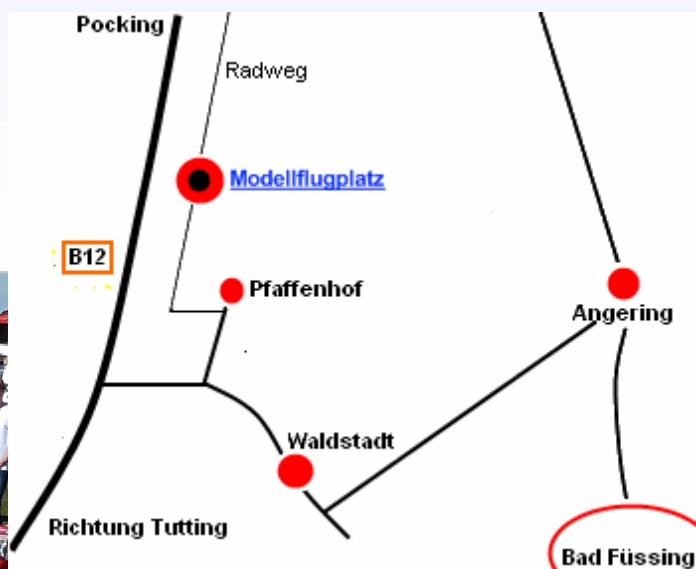 Pocking
Radweg
Modellflugplatz
B12
Pfaffenhof
Angering
Waldstadt
Richtung Tutting
Bad Füssing